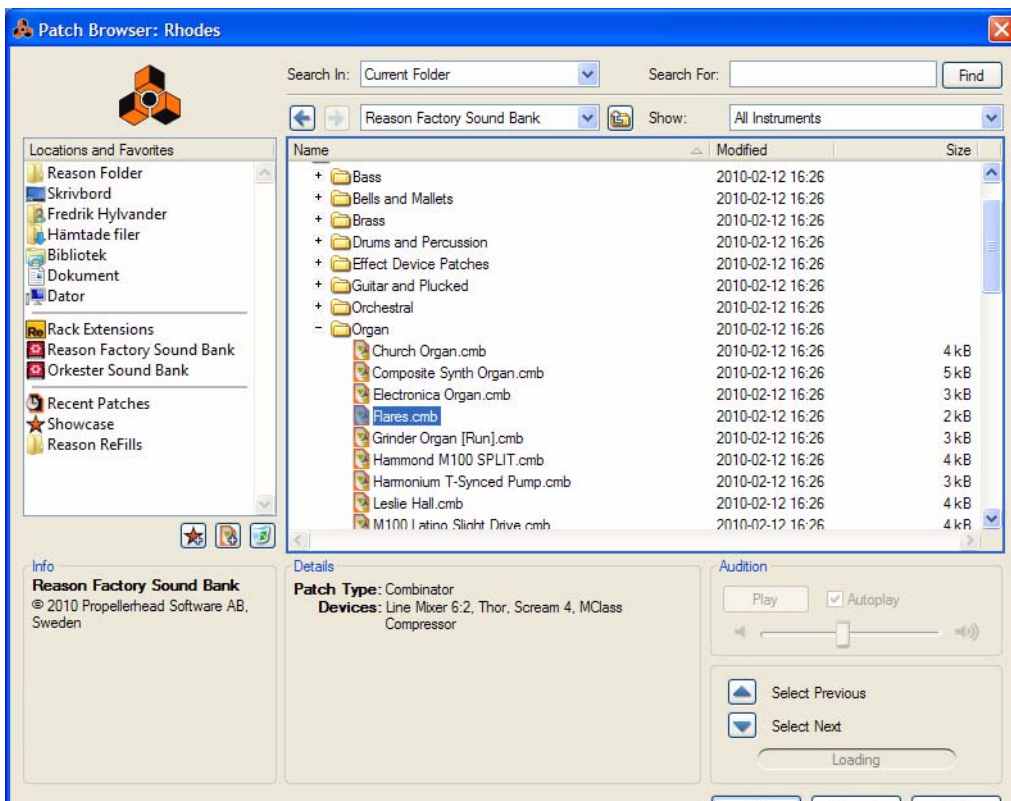 Patch Browser: Rhodes
Search In: Current Folder Search For: Find
Reason Factory Sound Bank Show: All Instruments
Locations and Favorites
Reason Folder
Skrivbord
Fredrik Hylvander
Hämtade filer
Bibliotek
Dokument
Dator
Re Rack Extensions
Reason Factory Sound Bank
Orkester Sound Bank
Recent Patches
Showcase
Reason ReFills
Name Modified Size
+ Bass 2010-02-12 16:26
+ Bells and Mallets 2010-02-12 16:26
+ Brass 2010-02-12 16:26
+ Drums and Percussion 2010-02-12 16:26
+ Effect Device Patches 2010-02-12 16:26
+ Guitar and Plucked 2010-02-12 16:26
+ Orchestral 2010-02-12 16:26
- Organ 2010-02-12 16:26
Church Organ.cmb 2010-02-12 16:26 4 kB
Composite Synth Organ.cmb 2010-02-12 16:26 5 kB
Electronica Organ.cmb 2010-02-12 16:26 3 kB
Flares.cmb 2010-02-12 16:26 2 kB
Grinder Organ [Run].cmb 2010-02-12 16:26 3 kB
Hammond M100 SPLIT.cmb 2010-02-12 16:26 4 kB
Harmonium T-Synced Pump.cmb 2010-02-12 16:26 3 kB
Leslie Hall.cmb 2010-02-12 16:26 4 kB
M100 Latino Slight Drive.cmb 2010-02-12 16:26 4 kB
Info
Reason Factory Sound Bank
© 2010 Propellerhead Software AB,
Sweden
Details
Patch Type: Combinator
Devices: Line Mixer 6:2, Thor, Scream 4, MClass
Compressor
Audition
Play Autoplay
Select Previous
Select Next
Loading